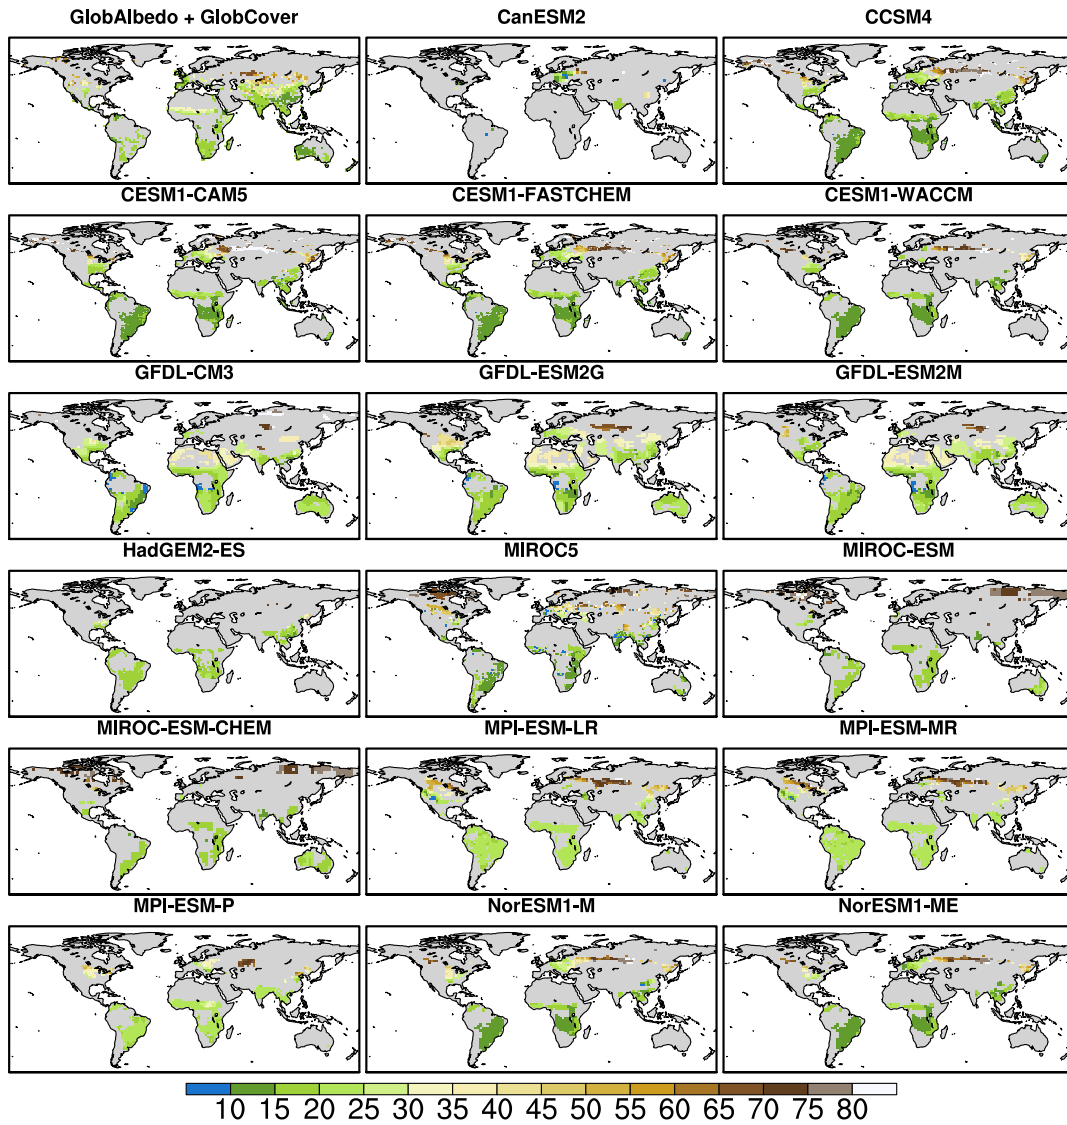 GlobAlbedo + GlobCover CanESM2 CCSM4
CESM1-CAM5 CESM1-FASTCHEM CESM1-WACCM
GFDL-CM3 GFDL-ESM2G GFDL-ESM2M
HadGEM2-ES MIROC5 MIROC-ESM
MIROC-ESM-CHEM MPI-ESM-LR MPI-ESM-MR
MPI-ESM-P NorESM1-M NorESM1-ME
10 15 20 25 30 35 40 45 50 55 60 65 70 75 80